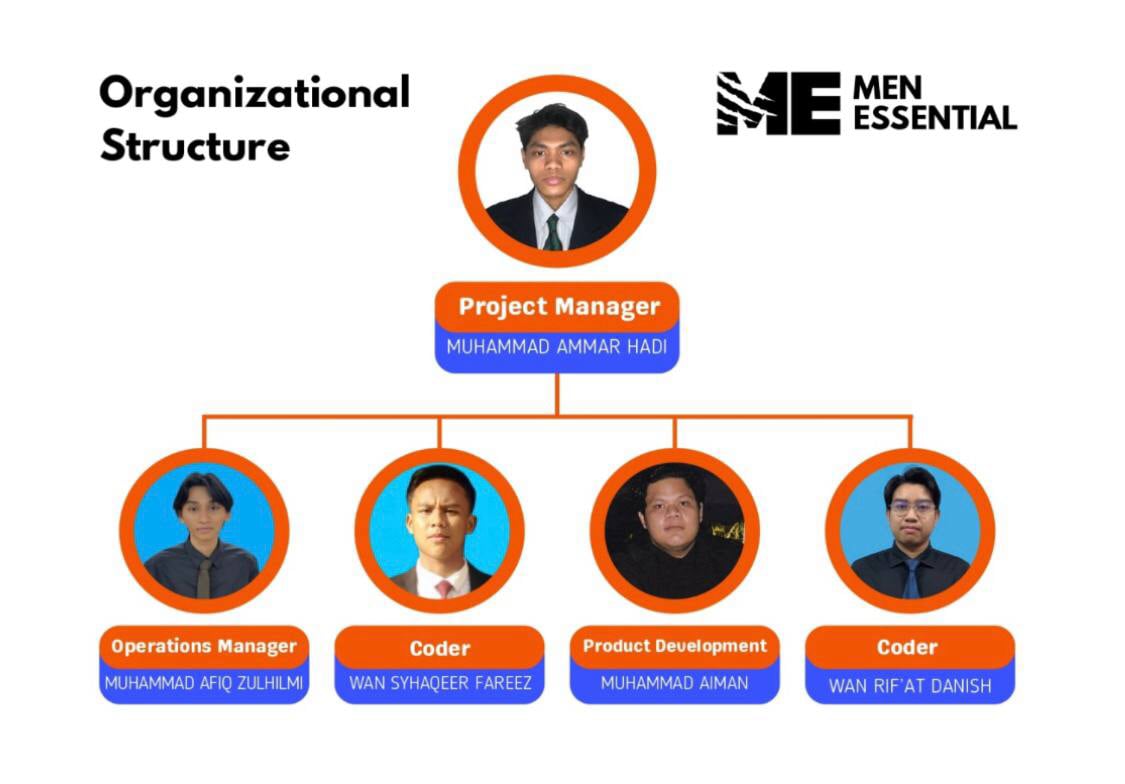 Organizational
Structure
ME MEN
ESSENTIAL
Project Manager
MUHAMMAD AMMAR HADI
Operations Manager
MUHAMMAD AFIQ ZULHILMI
Coder
WAN SYHAQEER FAREEZ
Product Development
MUHAMMAD AIMAN
Coder
WAN RIF'AT DANISH